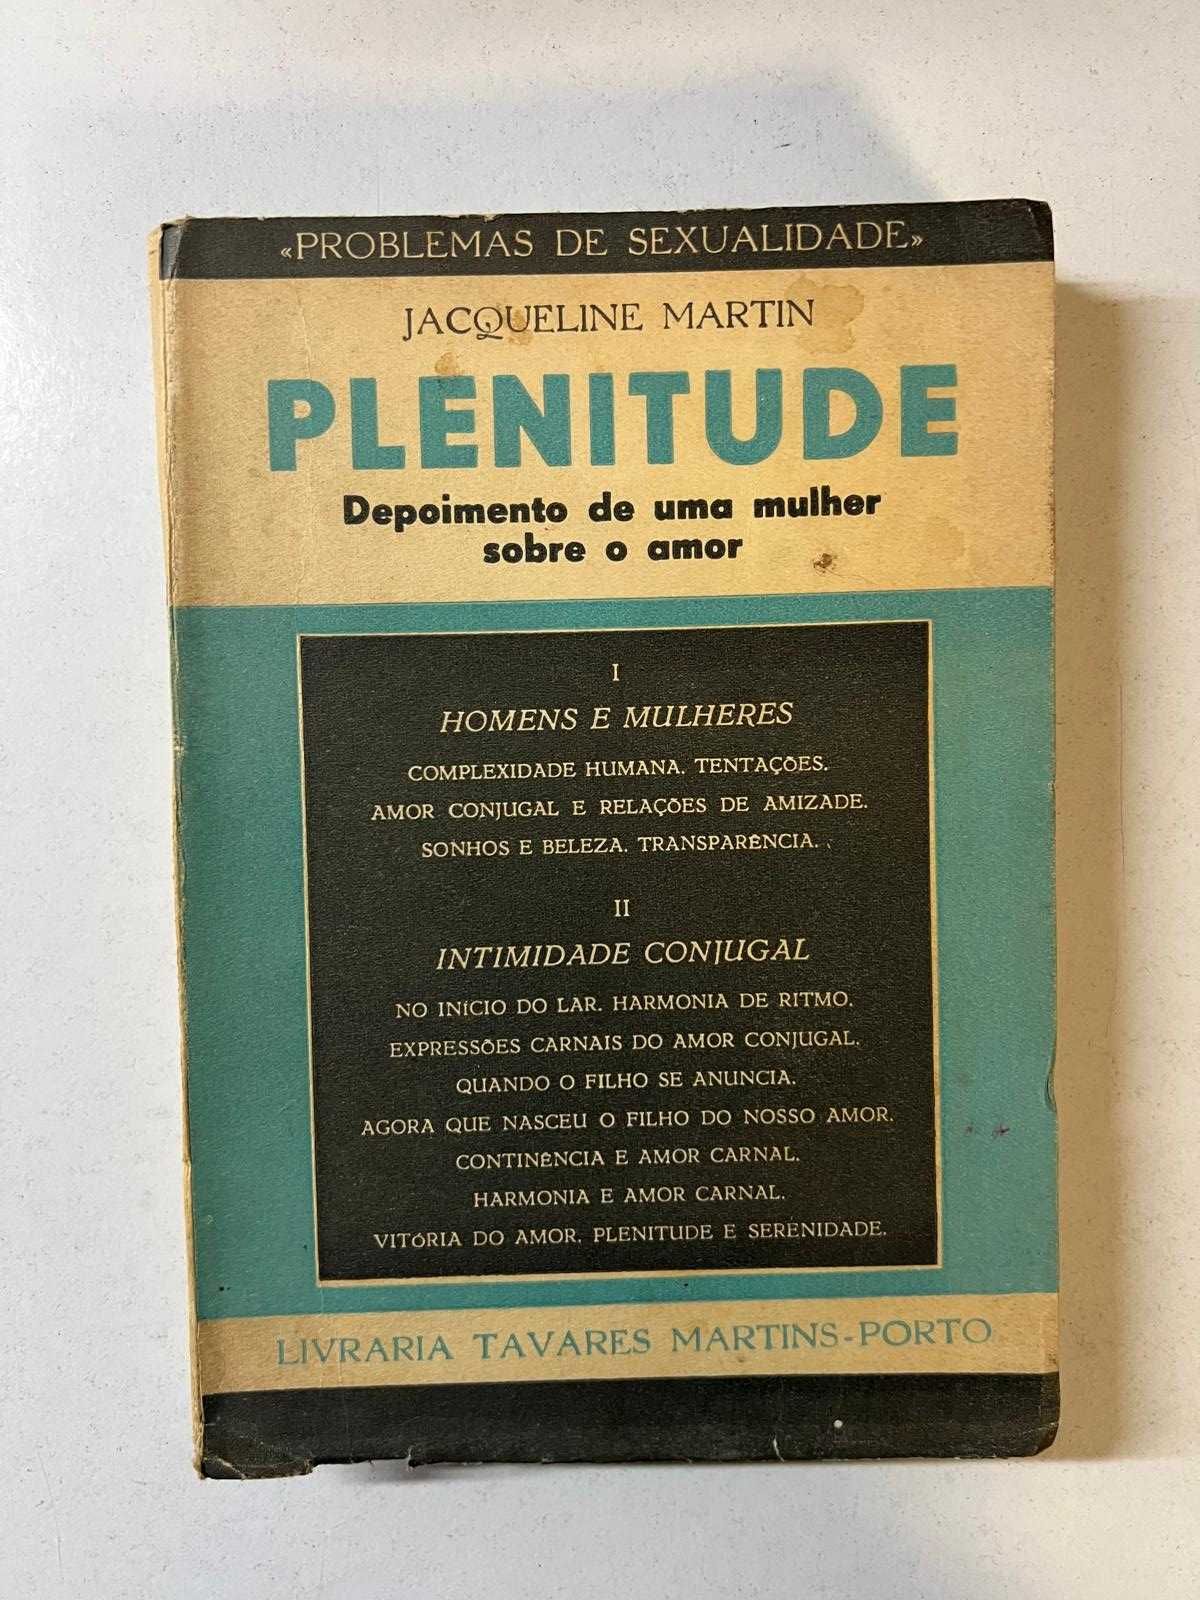 «PROBLEMAS DE SEXUALIDADE»
JACQUELINE MARTIN
PLENITUDE
Depoimento de uma mulher
sobre o amor
I
HOMENS E MULHERES
COMPLEXIDADE HUMANA. TENTAÇÕES.
AMOR CONJUGAL E RELAÇÕES DE AMIZADE.
SONHOS E BELEZA. TRANSPARÊNCIA.
II
INTIMIDADE CONJUGAL
NO INÍCIO DO LAR. HARMONIA DE RITMO.
EXPRESSÕES CARNAIS DO AMOR CONJUGAL.
QUANDO O FILHO SE ANUNCIA.
AGORA QUE NASCEU O FILHO DO NOSSO AMOR.
CONTINÊNCIA E AMOR CARNAL.
HARMONIA E AMOR CARNAL.
VITÓRIA DO AMOR. PLENITUDE E SERENIDADE.
LIVRARIA TAVARES MARTINS-PORTO